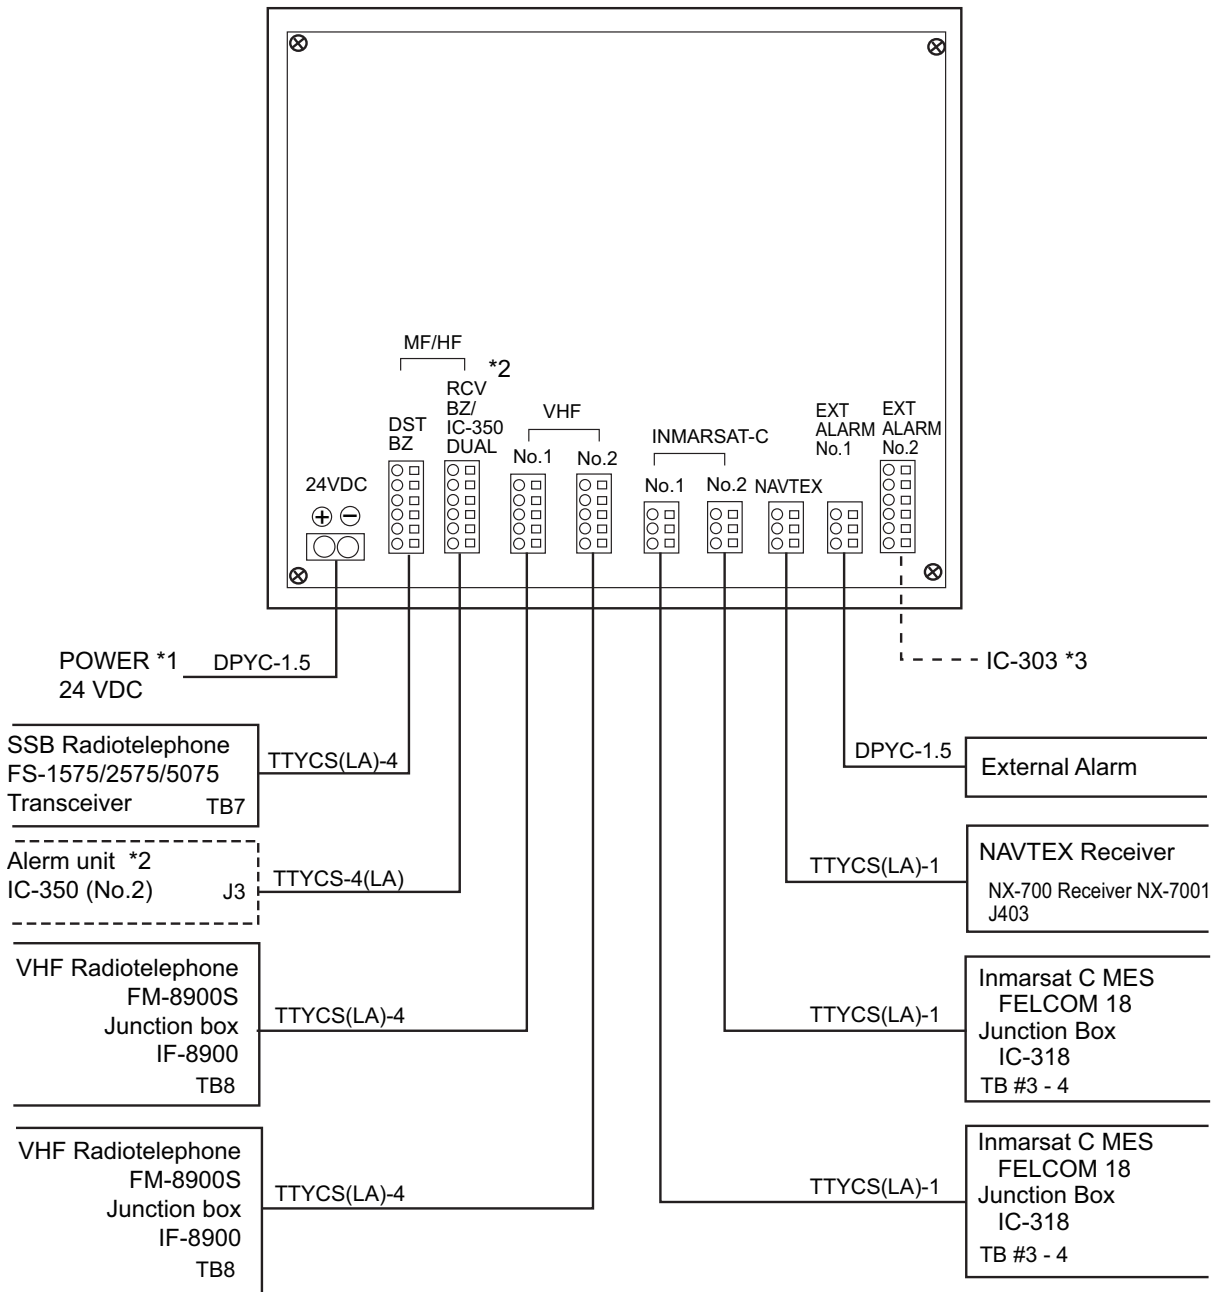 MF/HF
*2
RCV
BZ/
IC-350
DUAL
DST
BZ
VHF
No.1
No.2
INMARSAT-C
No.1
No.2
NAVTEX
EXT
ALARM
No.1
EXT
ALARM
No.2
24VDC
+ −
POWER *1
24 VDC
DPYC-1.5
IC-303 *3
SSB Radiotelephone
FS-1575/2575/5075
Transceiver TB7
TTYCS(LA)-4
DPYC-1.5
External Alarm
Alerm unit *2
IC-350 (No.2) J3
TTYCS-4(LA)
TTYCS(LA)-1
NAVTEX Receiver
NX-700 Receiver NX-7001
J403
VHF Radiotelephone
FM-8900S
Junction box
IF-8900
TB8
TTYCS(LA)-4
TTYCS(LA)-1
Inmarsat C MES
FELCOM 18
Junction Box
IC-318
TB #3 - 4
VHF Radiotelephone
FM-8900S
Junction box
IF-8900
TB8
TTYCS(LA)-4
TTYCS(LA)-1
Inmarsat C MES
FELCOM 18
Junction Box
IC-318
TB #3 - 4